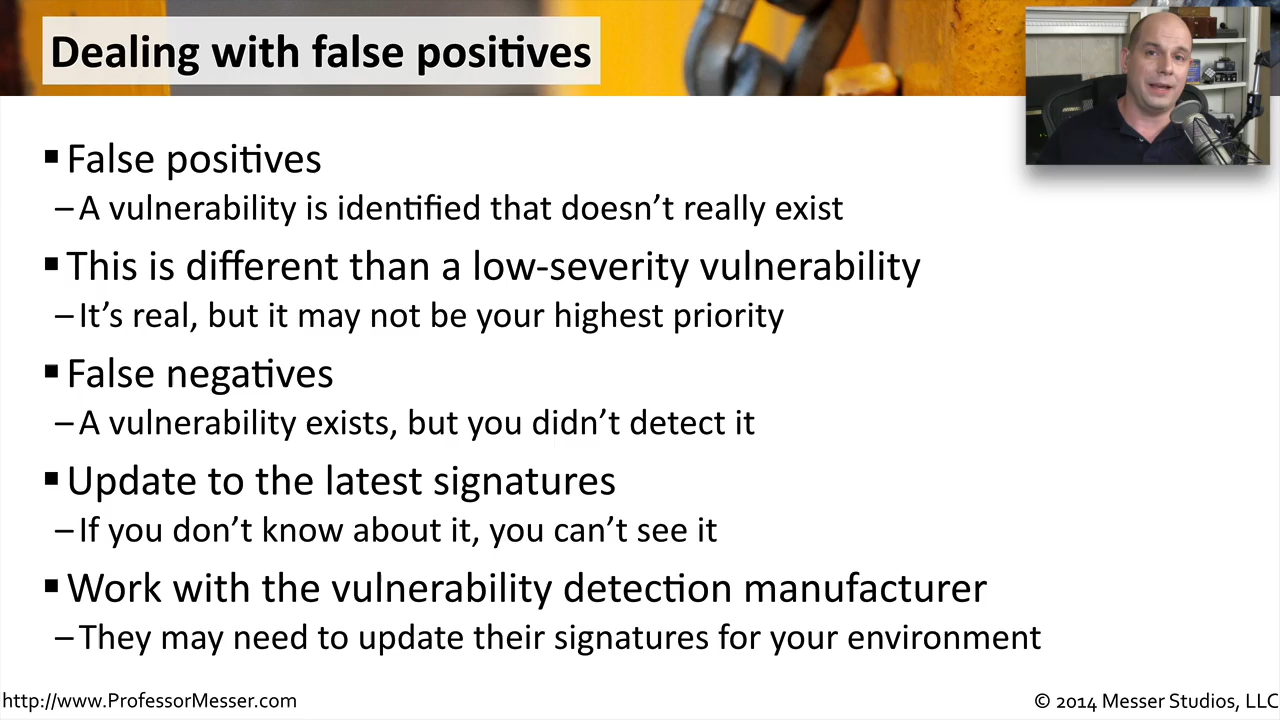 Dealing with false positives
▪ False positives
– A vulnerability is identified that doesn’t really exist
▪ This is different than a low-severity vulnerability
– It’s real, but it may not be your highest priority
▪ False negatives
– A vulnerability exists, but you didn’t detect it
▪ Update to the latest signatures
– If you don’t know about it, you can’t see it
▪ Work with the vulnerability detection manufacturer
– They may need to update their signatures for your environment
http://www.ProfessorMesser.com
© 2014 Messer Studios, LLC